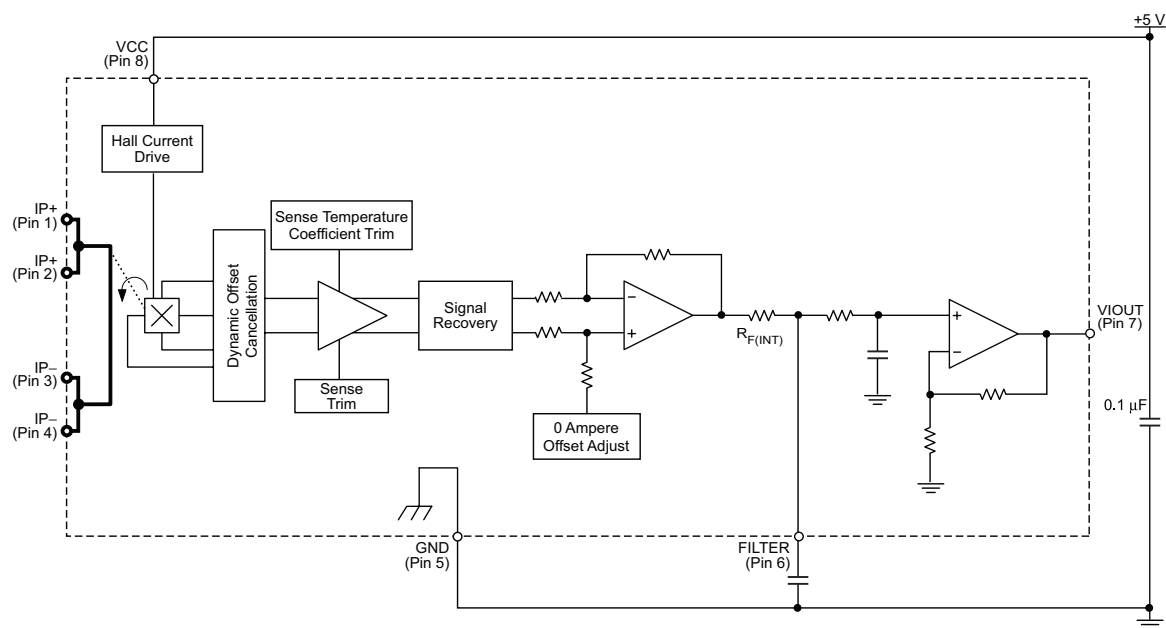 +5 V
VCC
(Pin 8)
Hall Current
Drive
IP+
(Pin 1)
IP+
(Pin 2)
IP−
(Pin 3)
IP−
(Pin 4)
Dynamic Offset
Cancellation
Sense Temperature
Coefficient Trim
Sense
Trim
Signal
Recovery
0 Ampere
Offset Adjust
−
+
RF(INT)
+
−
VIOUT
(Pin 7)
0.1 μF
GND
(Pin 5)
FILTER
(Pin 6)